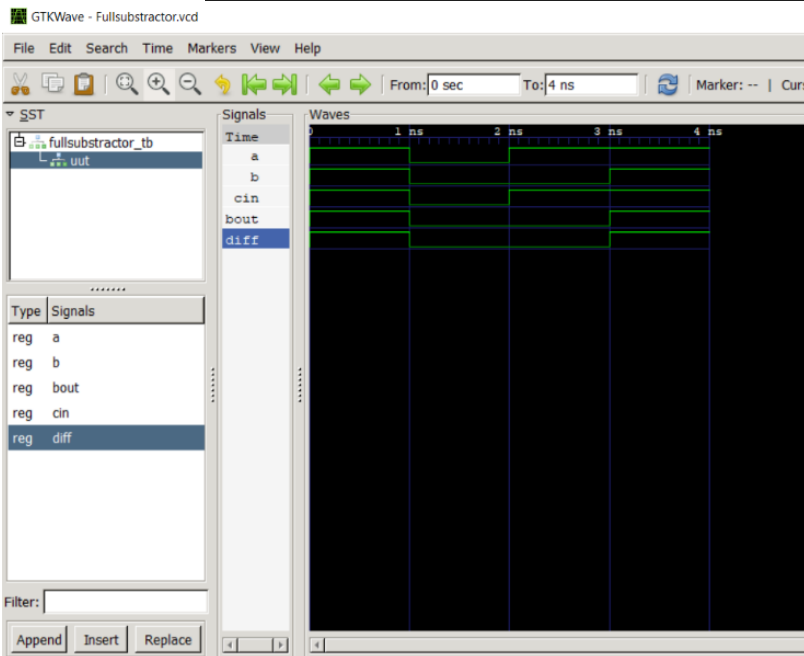 GTKWave - Fullsubstractor.vcd
File Edit Search Time Markers View Help
From: 0 sec To: 4 ns Marker: -- | Curs
SST
fullsubstractor_tb
uut
Signals
Time
a
b
cin
bout
diff
Waves
0 1 ns 2 ns 3 ns 4 ns
Type Signals
reg a
reg b
reg bout
reg cin
reg diff
Filter:
Append Insert Replace